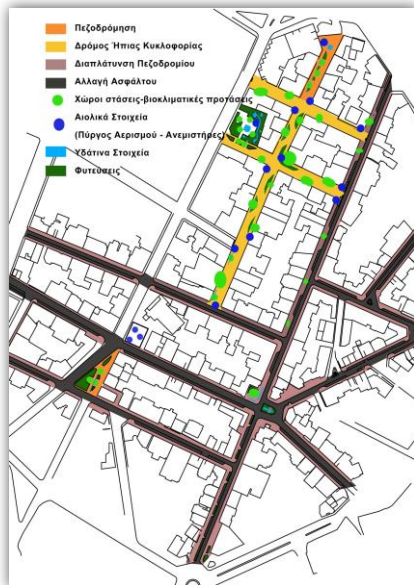 Πεζοδρόμηση
Δρόμος Ήπιας Κυκλοφορίας
Διαπλάτυνση Πεζοδρομίου
Αλλαγή Ασφάλτου
Χώροι στάσεις-βιοκλιματικές προτάσεις
Αιολικά Στοιχεία
(Πύργος Αερισμού - Ανεμιστήρες)
Υδάτινα Στοιχεία
Φυτεύσεις